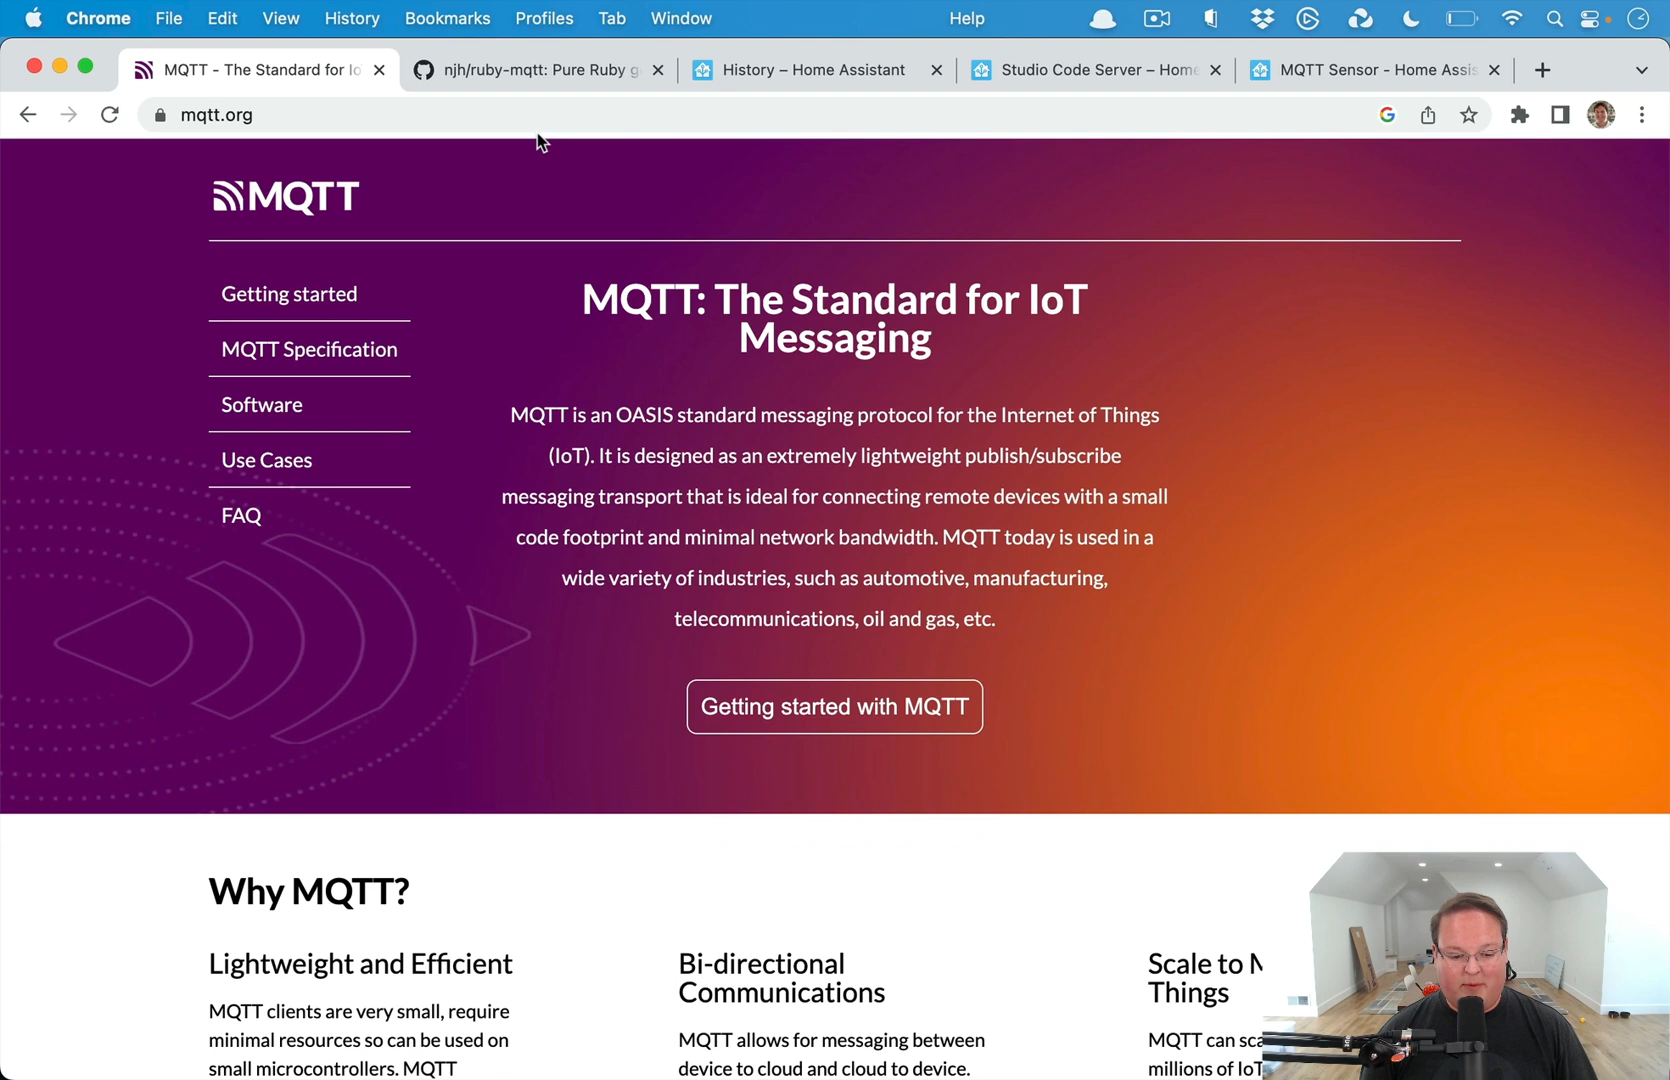 Chrome File Edit View History Bookmarks Profiles Tab Window Help
MQTT - The Standard for Io
njh/ruby-mqtt: Pure Ruby g
History – Home Assistant
Studio Code Server – Home
MQTT Sensor - Home Assis
mqtt.org
MQTT
Getting started
MQTT Specification
Software
Use Cases
FAQ
MQTT: The Standard for IoT
Messaging
MQTT is an OASIS standard messaging protocol for the Internet of Things
(IoT). It is designed as an extremely lightweight publish/subscribe
messaging transport that is ideal for connecting remote devices with a small
code footprint and minimal network bandwidth. MQTT today is used in a
wide variety of industries, such as automotive, manufacturing,
telecommunications, oil and gas, etc.
Getting started with MQTT
Why MQTT?
Lightweight and Efficient
MQTT clients are very small, require
minimal resources so can be used on
small microcontrollers. MQTT
Bi-directional
Communications
MQTT allows for messaging between
device to cloud and cloud to device.
Scale to
Things
MQTT can
millions of